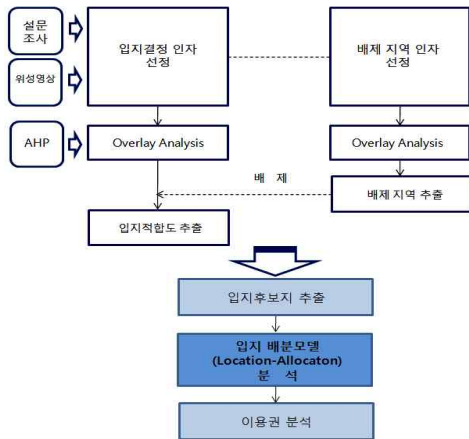 설문
조사
위성영상
AHP
입지결정 인자
선정
배제 지역 인자
선정
Overlay Analysis
Overlay Analysis
배 제
배제 지역 추출
입지적합도 추출
입지후보지 추출
입지 배분모델
(Location-Allocaton)
분 석
이용권 분석